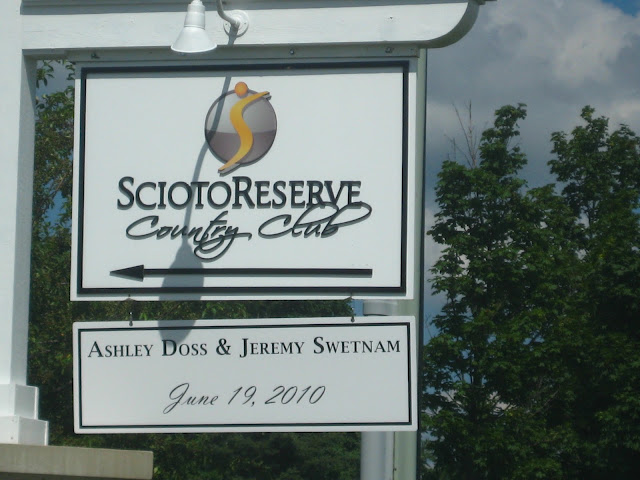 SCIOTORESERVE
Country Club
ASHLEY DOSS & JEREMY SWETNAM
June 19, 2010